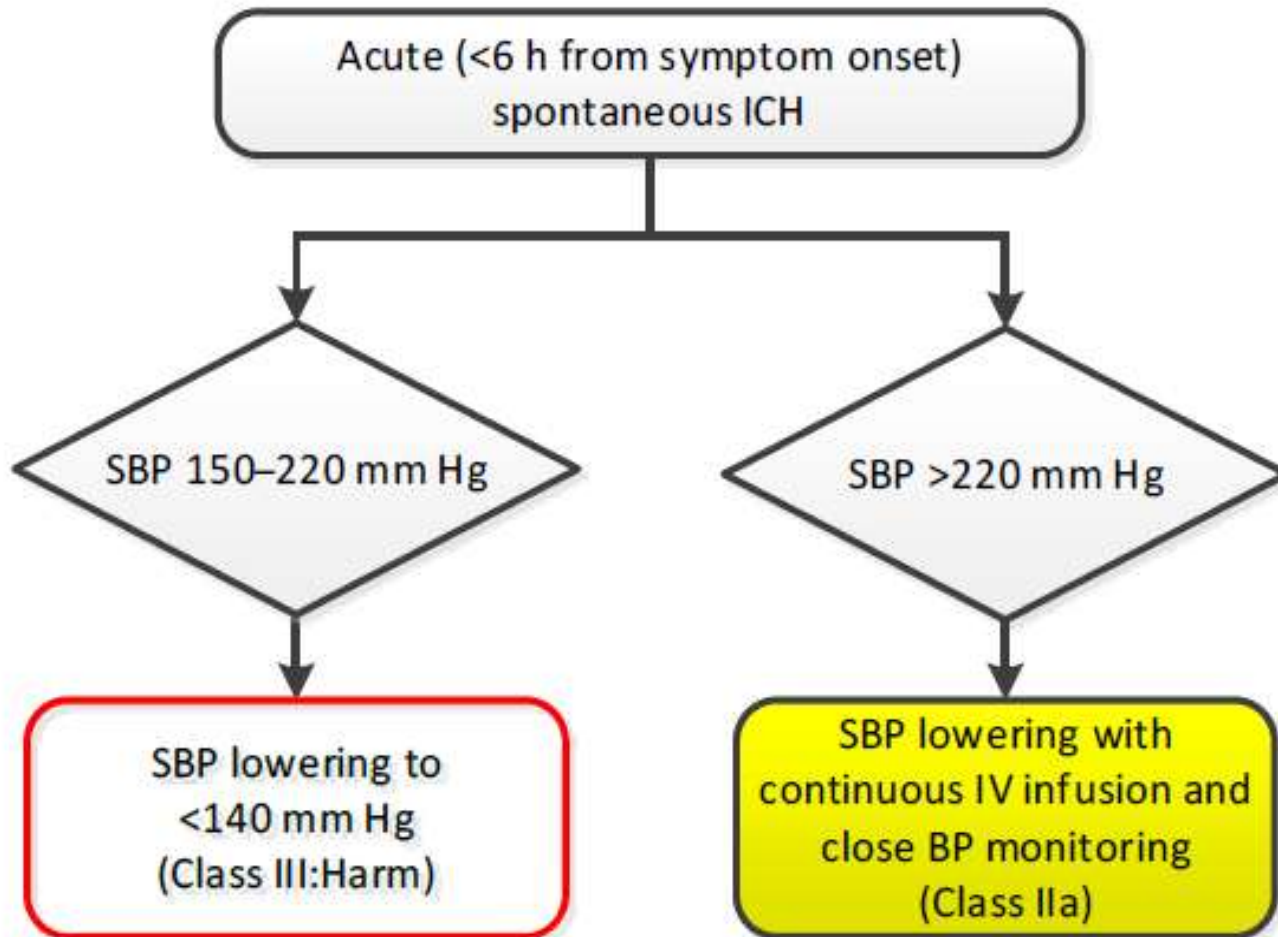 Acute (<6 h from symptom onset)
spontaneous ICH
SBP 150–220 mm Hg
SBP >220 mm Hg
SBP lowering to
<140 mm Hg
(Class III:Harm)
SBP lowering with
continuous IV infusion and
close BP monitoring
(Class IIa)